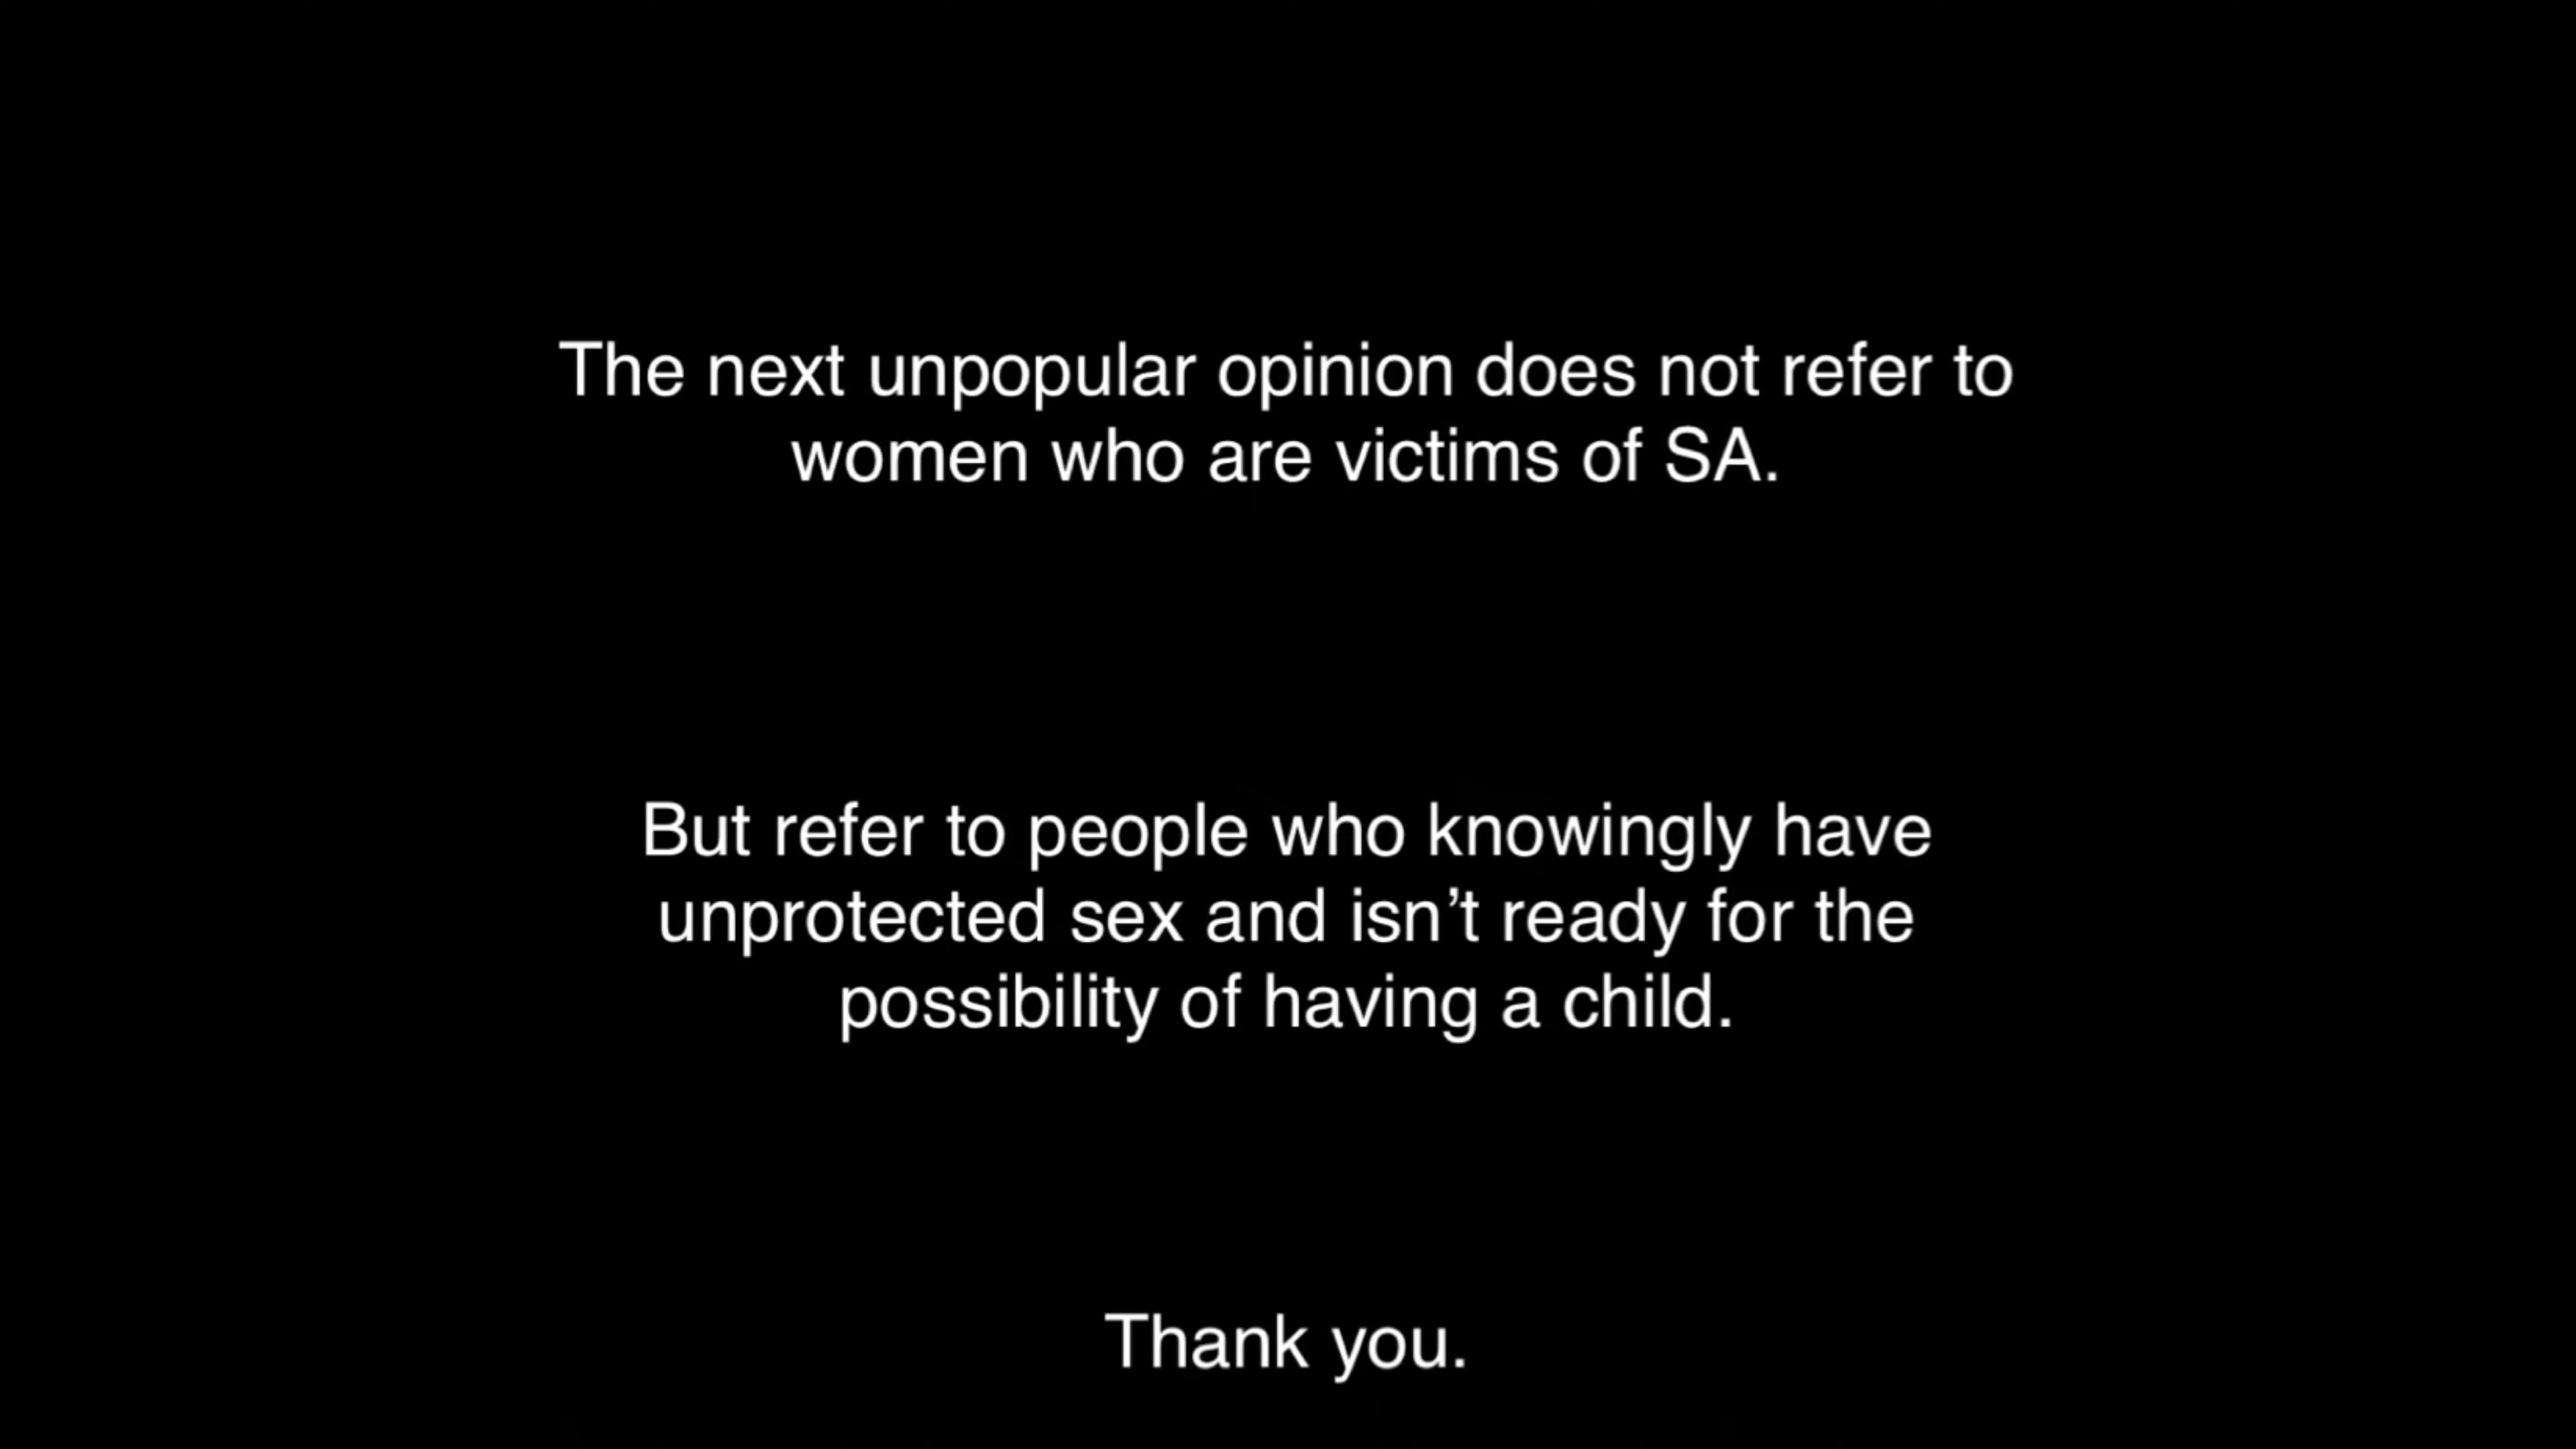 The next unpopular opinion does not refer to
women who are victims of SA.
But refer to people who knowingly have
unprotected sex and isn’t ready for the
possibility of having a child.
Thank you.